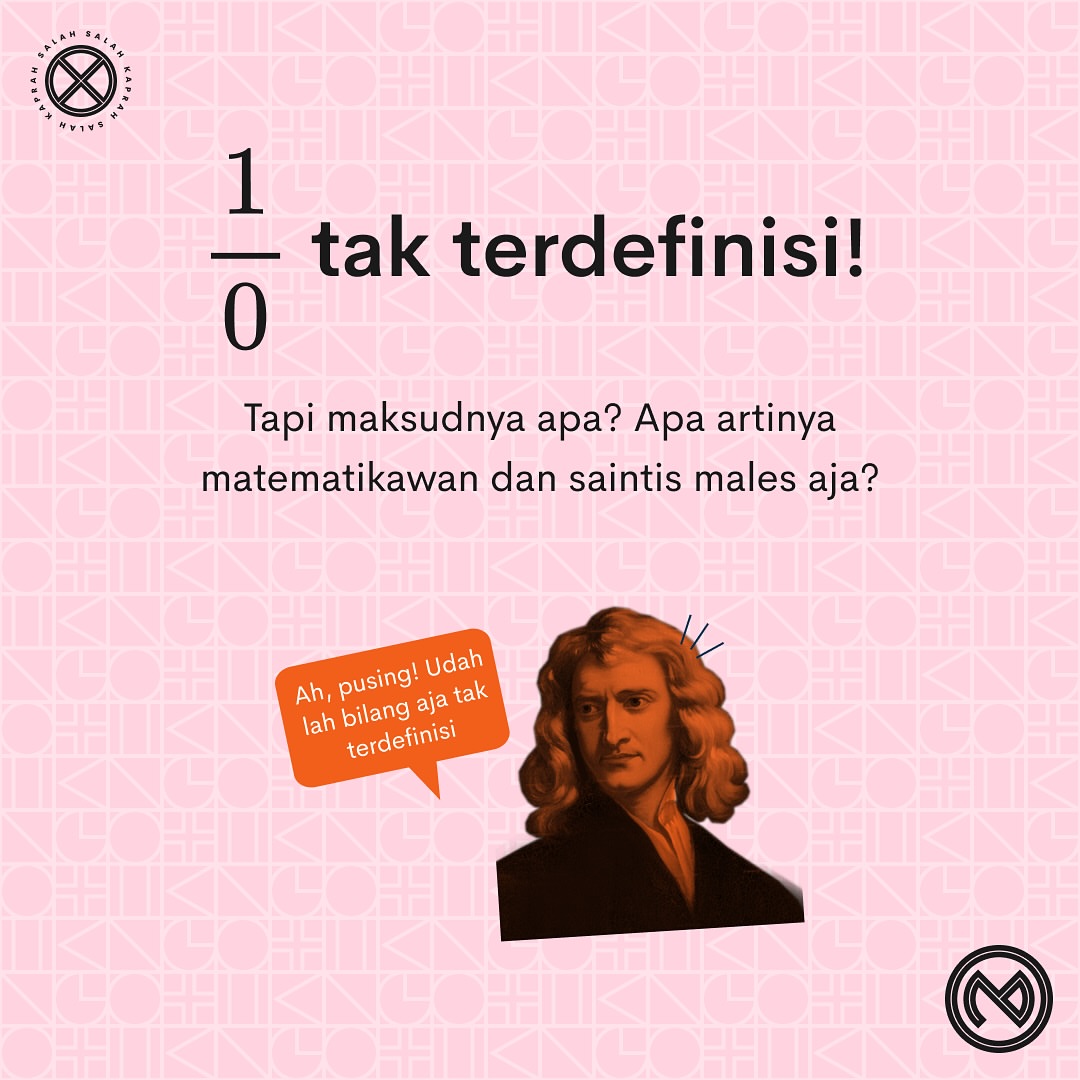 SALAH KAPRAH SALAH KAPRAH SALAH
1
0
tak terdefinisi!
Tapi maksudnya apa? Apa artinya
matematikawan dan saintis males aja?
Ah, pusing! Udah
lah bilang aja tak
terdefinisi